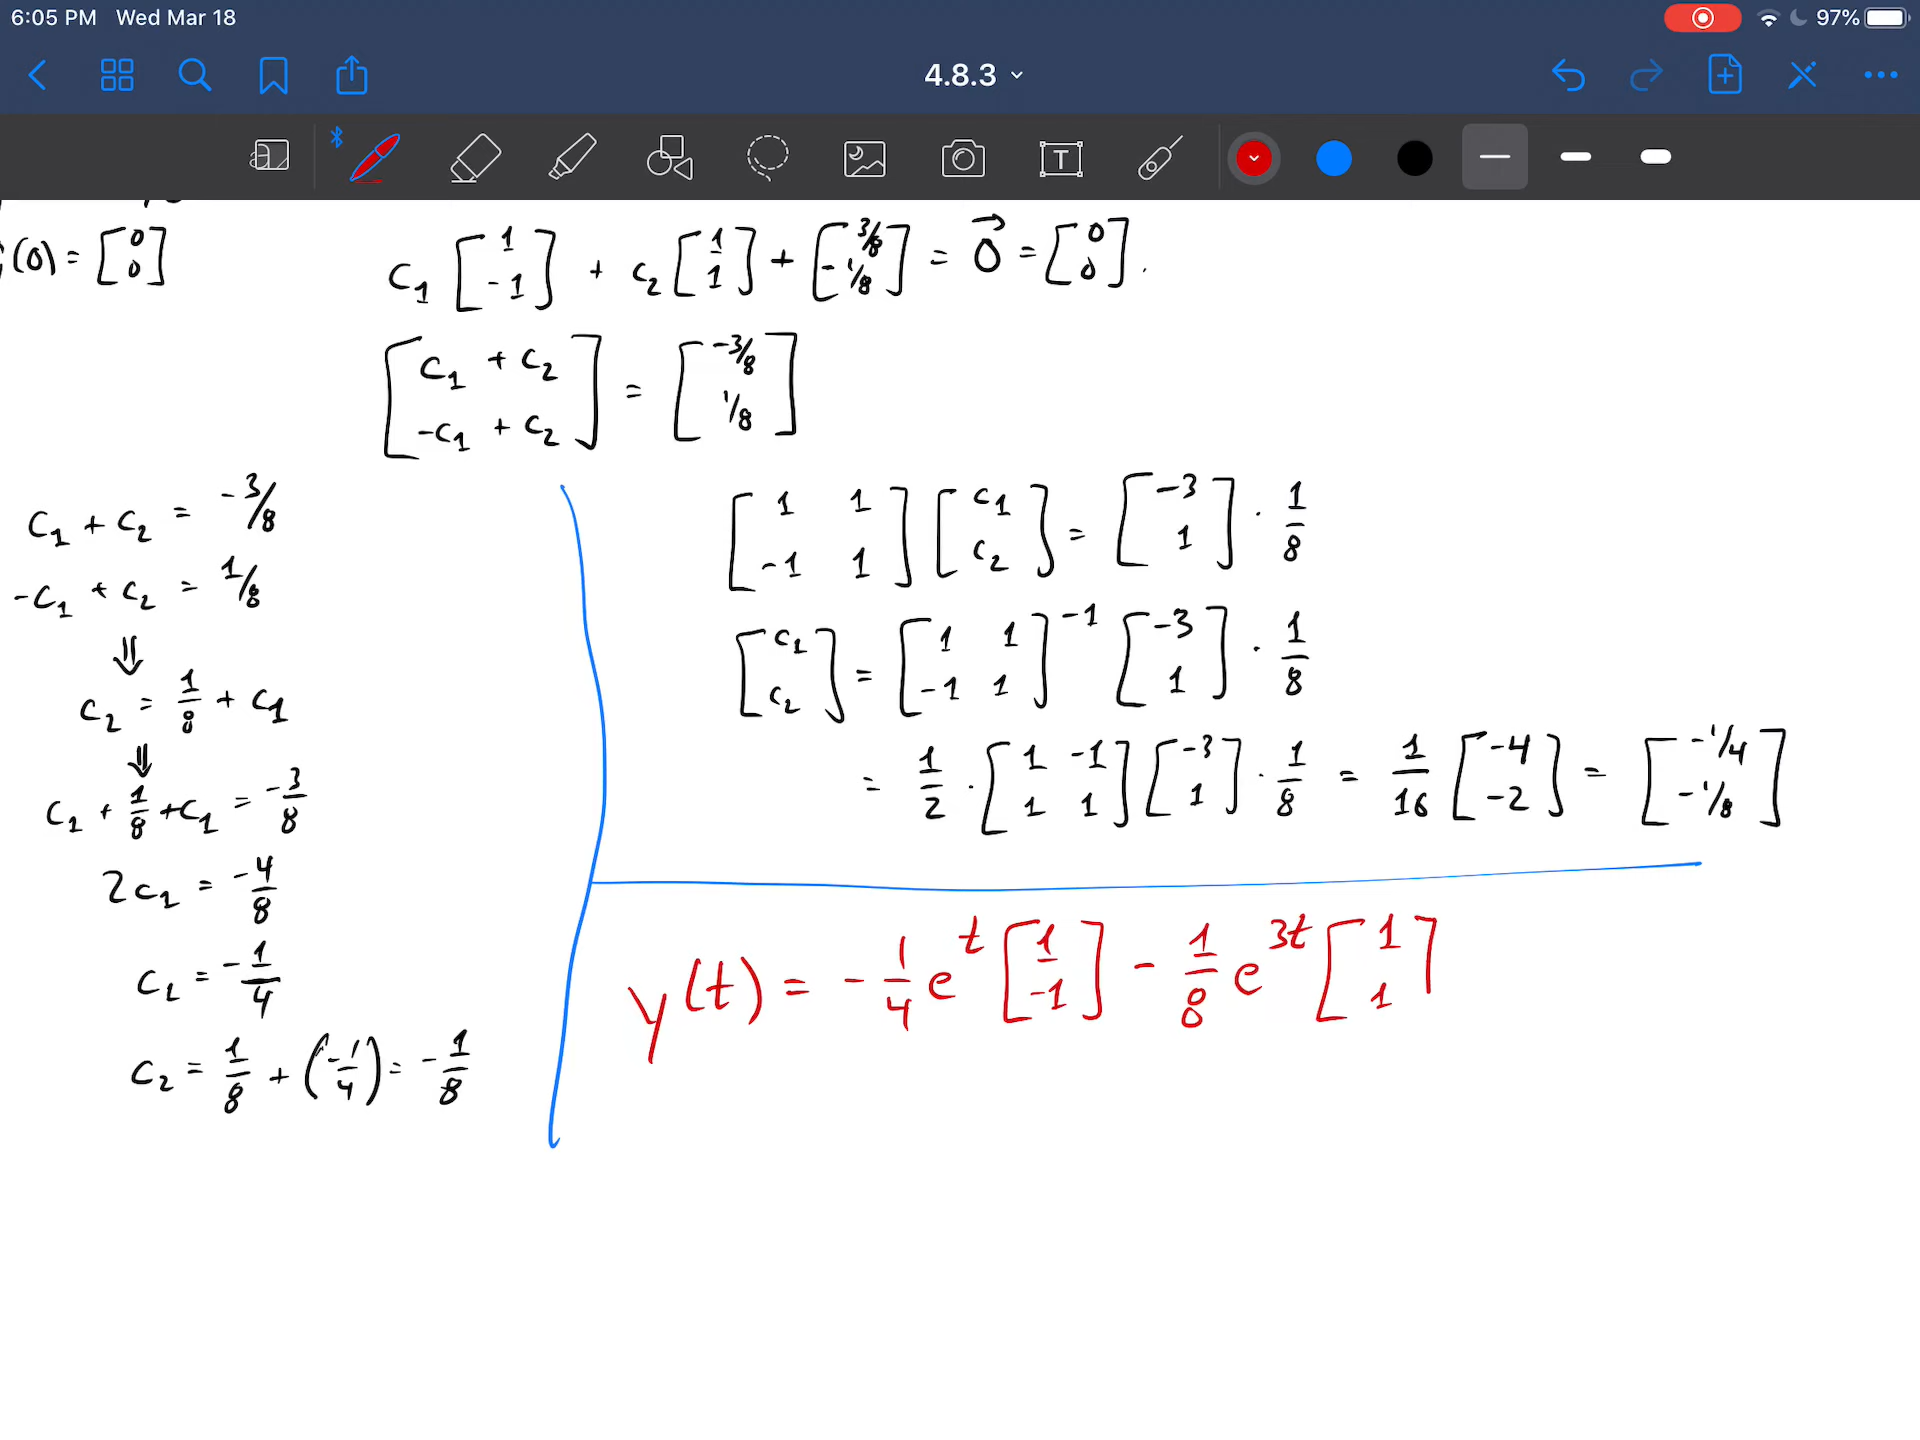 6:05 PM Wed Mar 18 97%
4.8.3
T
(0) = [0 0]
c₁ [1 -1] + c₂ [1 1] + [3/8 -1/8] = 0⃗ = [0 0].
[c₁ + c₂ -c₁ + c₂] = [-3/8 1/8]
c₁ + c₂ = -3/8
-c₁ + c₂ = 1/8
⇓
c₂ = 1/8 + c₁
⇓
c₁ + 1/8 + c₁ = -3/8
2c₁ = -4/8
c₁ = -1/4
c₂ = 1/8 + (-1/4) = -1/8
[1 1 -1 1] [c₁ c₂] = [-3 1] · 1/8
[c₁ c₂] = [1 1 -1 1]⁻¹ [-3 1] · 1/8
= 1/2 · [1 -1 1 1] [-3 1] · 1/8 = 1/16 [-4 -2] = [-1/4 -1/8]
y(t) = -1/4 e^t [1 -1] - 1/8 e^3t [1 1]